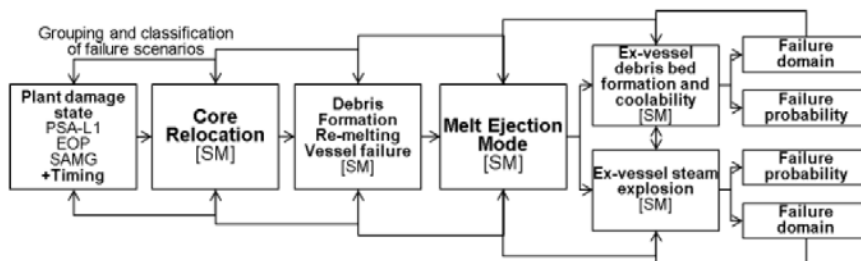 Grouping and classification
of failure scenarios
Plant damage
state
PSA-L1
EOP
SAMG
+Timing
Core
Relocation
[SM]
Debris
Formation
Re-melting
Vessel failure
[SM]
Melt Ejection
Mode
[SM]
Ex-vessel
debris bed
formation and
coolability
[SM]
Ex-vessel steam
explosion
[SM]
Failure
domain
Failure
probability
Failure
probability
Failure
domain